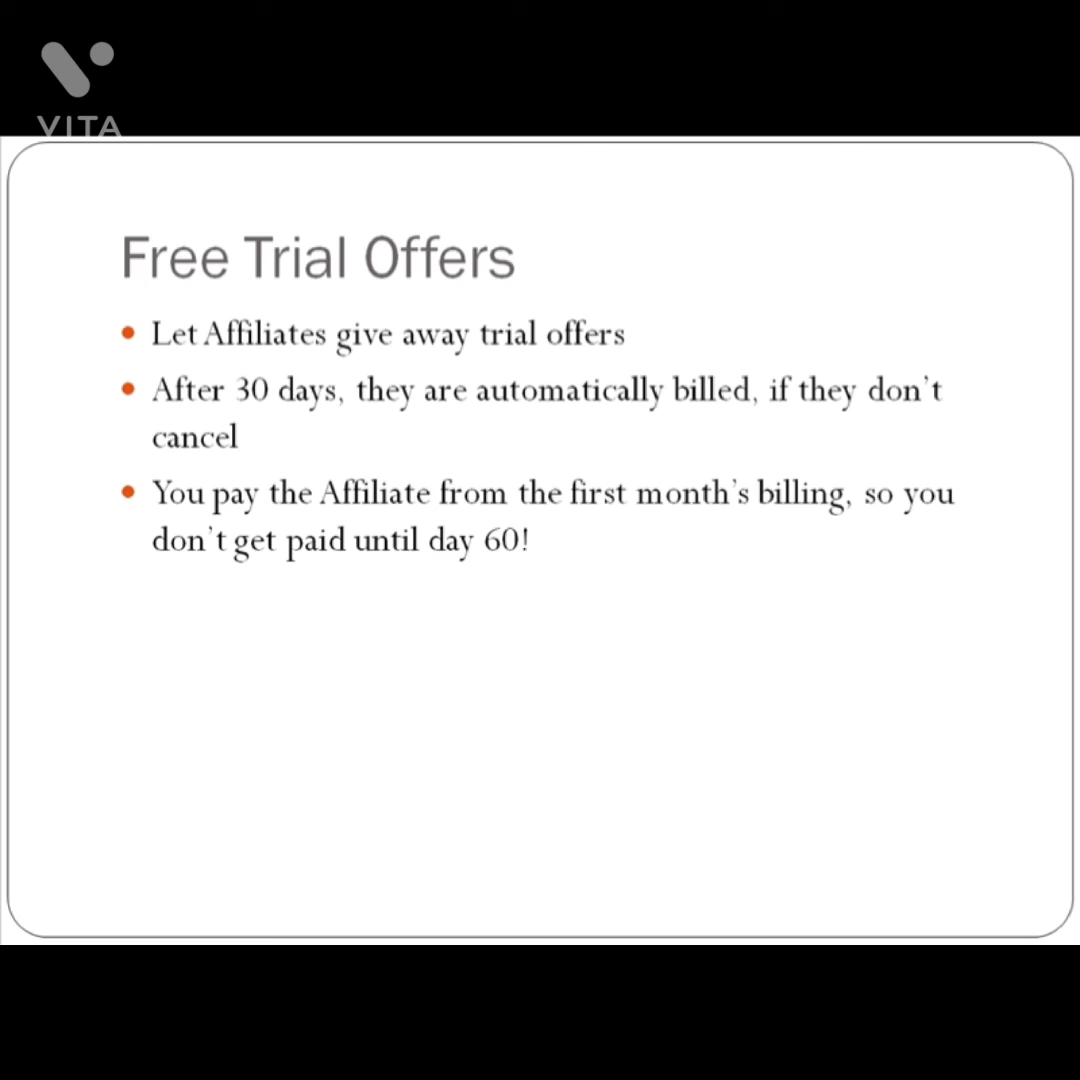 VITA
Free Trial Offers
• Let Affiliates give away trial offers
• After 30 days, they are automatically billed, if they don't
cancel
• You pay the Affiliate from the first month's billing, so you
don't get paid until day 60!